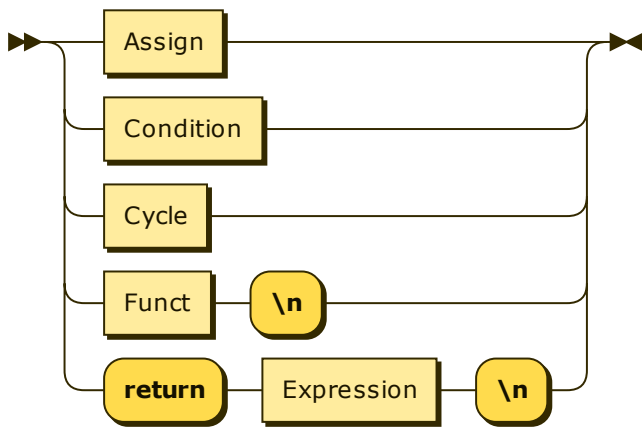 Assign
Condition
Cycle
Funct \n
return Expression \n